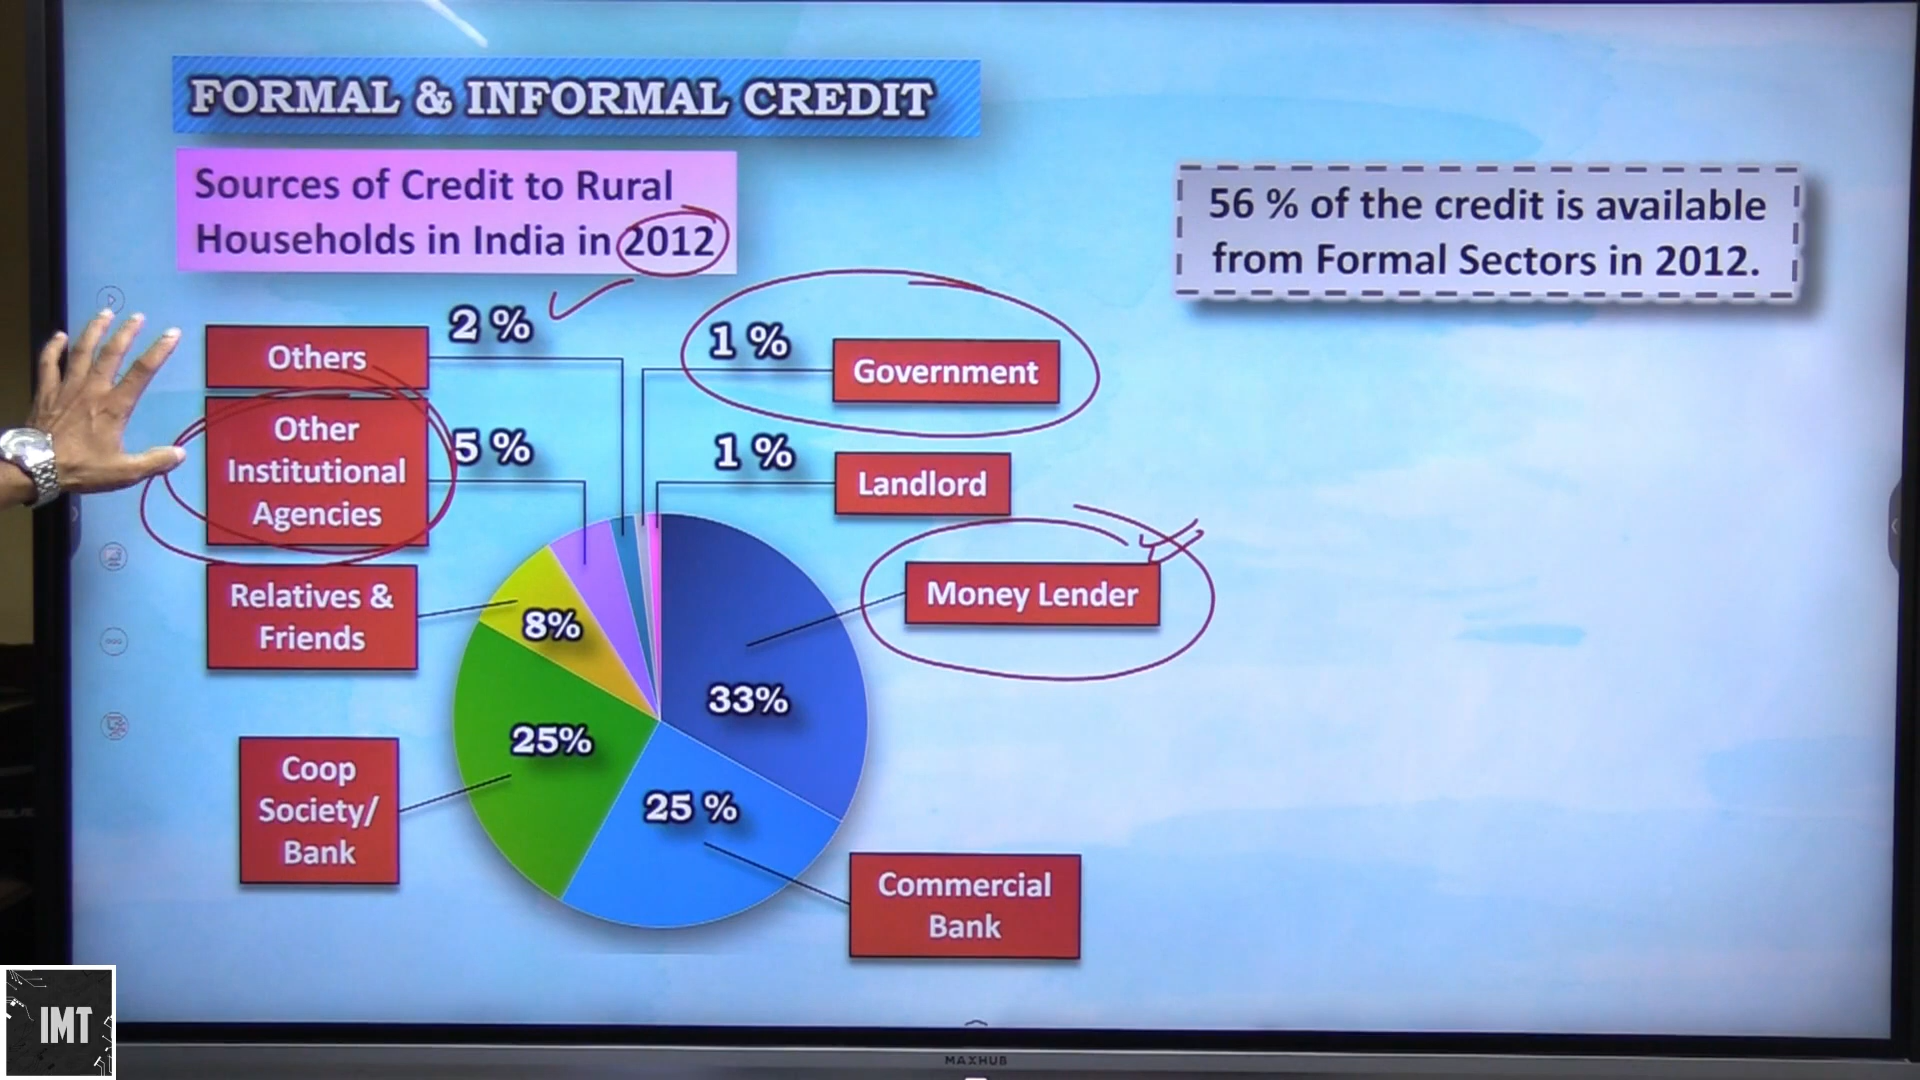 FORMAL & INFORMAL CREDIT
Sources of Credit to Rural
Households in India in 2012
56 % of the credit is available
from Formal Sectors in 2012.
Others
2 %
1 %
Government
Other
Institutional
Agencies
5 %
1 %
Landlord
Relatives &
Friends
8%
Money Lender
33%
25%
Coop
Society/
Bank
25 %
Commercial
Bank
IMT
MAXHUB